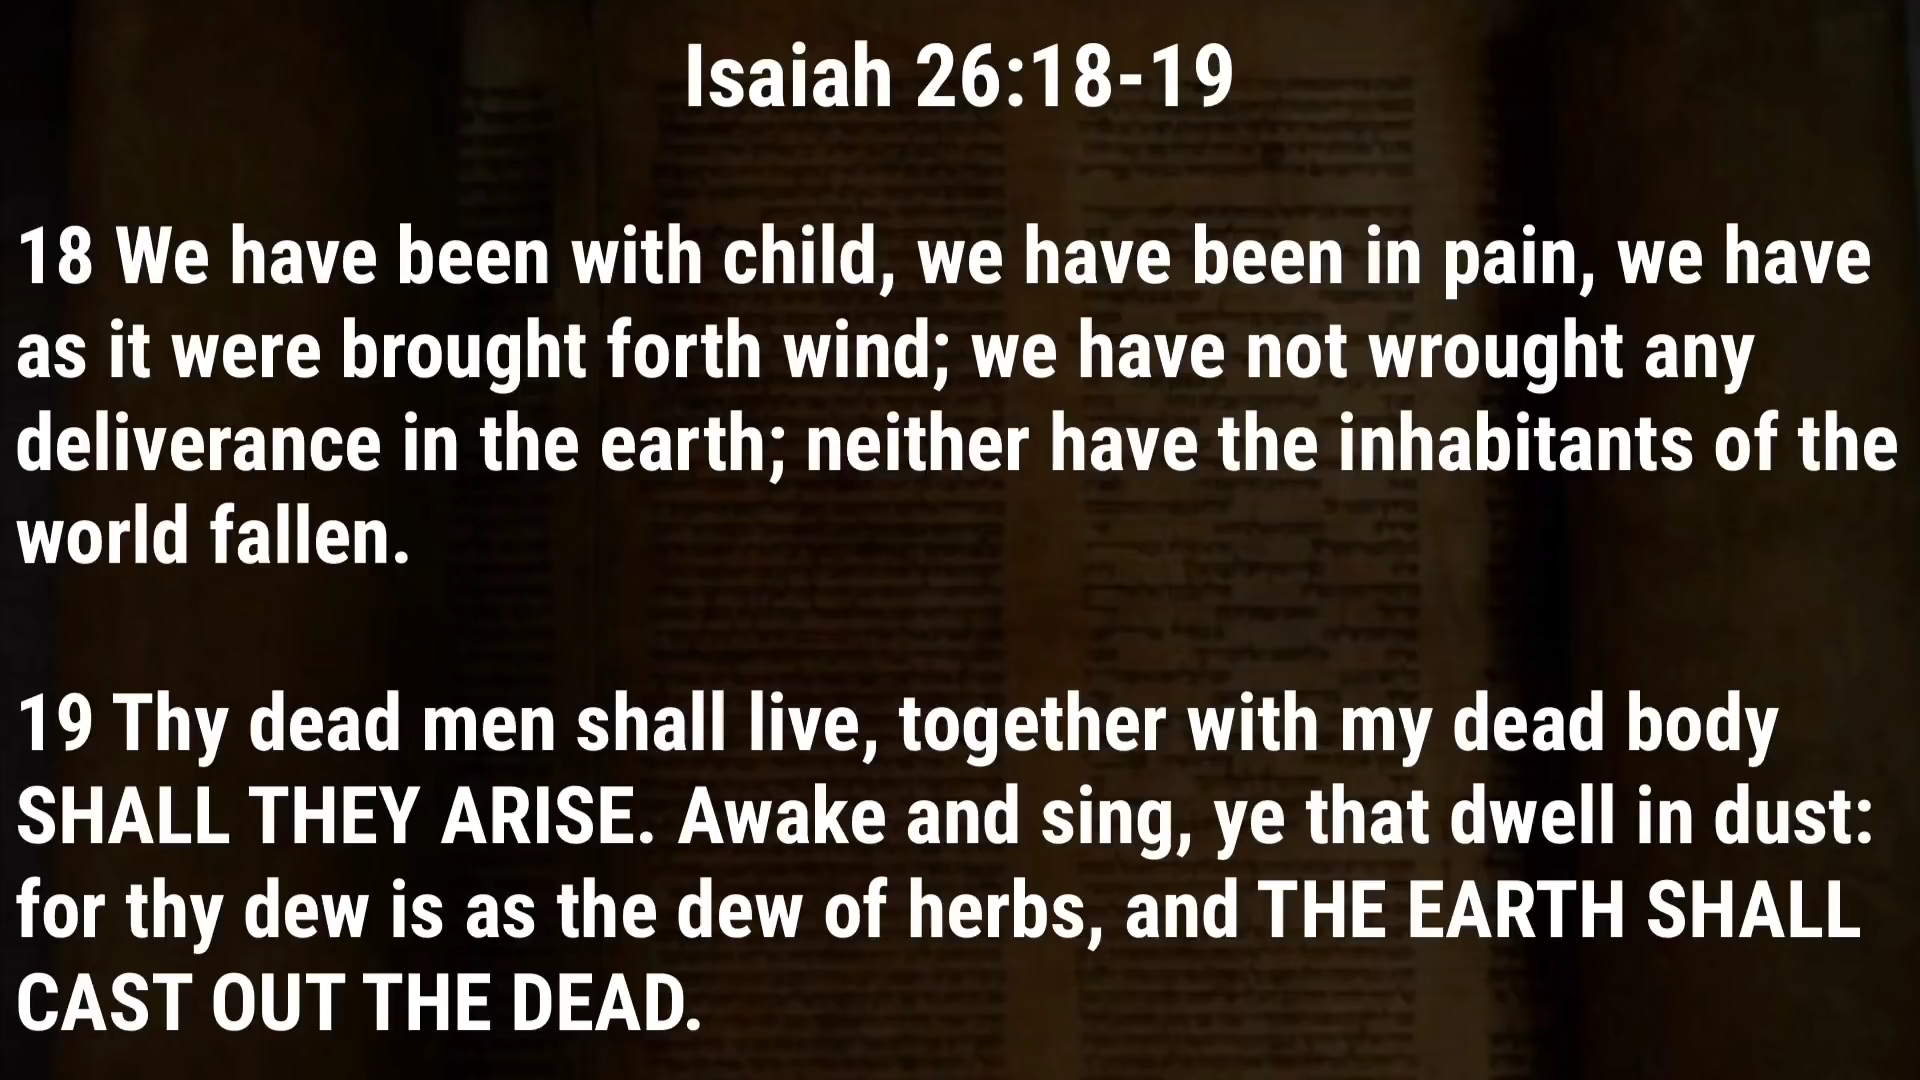 Isaiah 26:18-19
18 We have been with child, we have been in pain, we have
as it were brought forth wind; we have not wrought any
deliverance in the earth; neither have the inhabitants of the
world fallen.
19 Thy dead men shall live, together with my dead body
SHALL THEY ARISE. Awake and sing, ye that dwell in dust:
for thy dew is as the dew of herbs, and THE EARTH SHALL
CAST OUT THE DEAD.